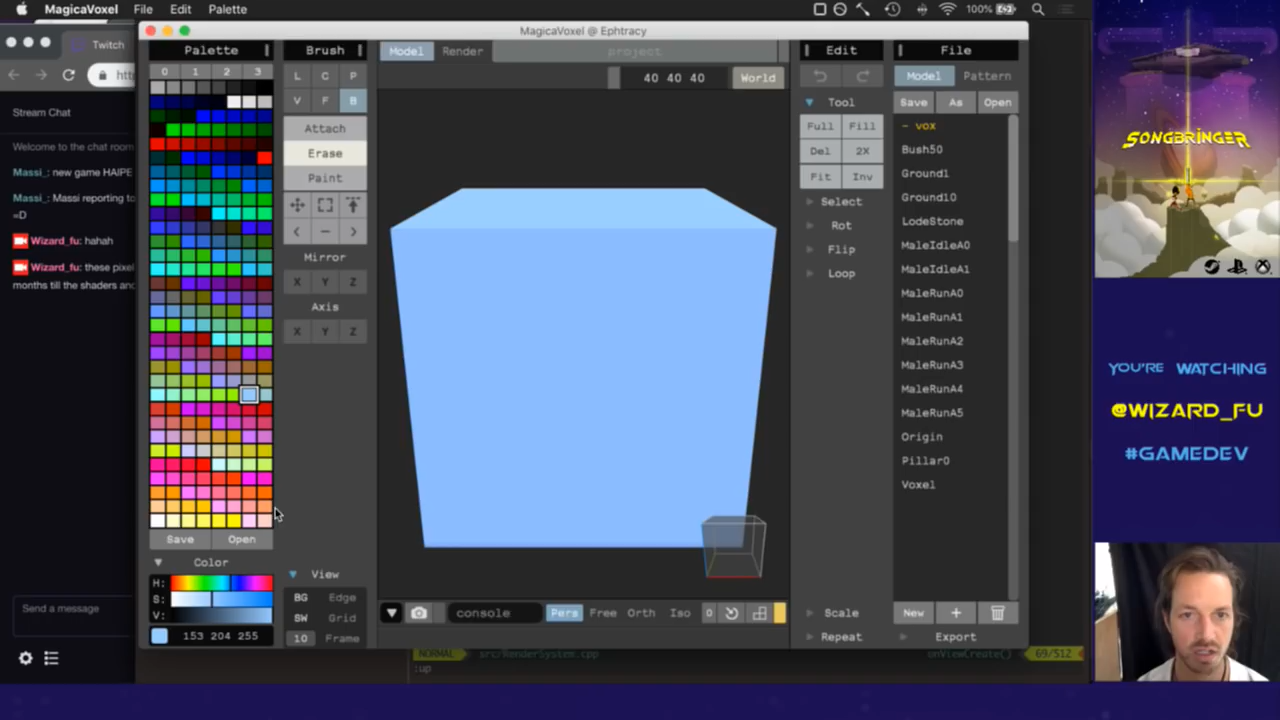 MagicaVoxel File Edit Palette 100%
MagicaVoxel @ Ephtracy
Twitch
Stream Chat
Welcome to the chat room
Massi_: new game HAIPE
Massi_: Massi reporting to
=D
Wizard_fu: hahah
Wizard_fu: these pixel
months till the shaders and
Send a message
Palette
0 1 2 3
Save Open
Color
H:
S:
V:
153 204 255
Brush
L C P
V F B
Attach
Erase
Paint
Mirror
X Y Z
Axis
X Y Z
View
BG Edge
SW Grid
10 Frame
Model Render project
40 40 40 World
console Pers Free Orth Iso 0
Edit
Tool
Full Fill
Del 2X
Fit Inv
Select
Rot
Flip
Loop
Scale
Repeat
File
Model Pattern
Save As Open
- vox
Bush50
Ground1
Ground10
LodeStone
MaleIdleA0
MaleIdleA1
MaleRunA0
MaleRunA1
MaleRunA2
MaleRunA3
MaleRunA4
MaleRunA5
Origin
Pillar0
Voxel
New +
Export
NORMAL src/RenderSystem.cpp onViewCreate() 69/512
:up
SONGBRINGER
YOU'RE WATCHING
@WIZARD_FU
#GAMEDEV